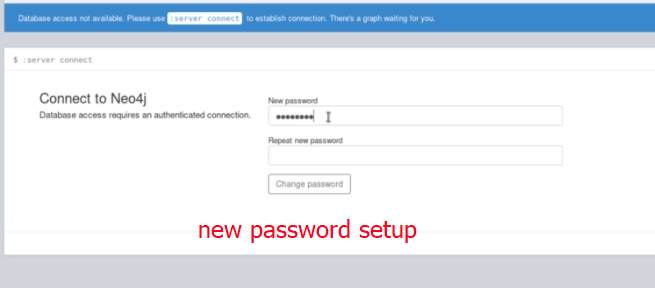 Database access not available. Please use :server connect to establish connection. There's a graph waiting for you.
$ :server connect
Connect to Neo4j
Database access requires an authenticated connection.
New password
••••••••
Repeat new password
Change password
new password setup